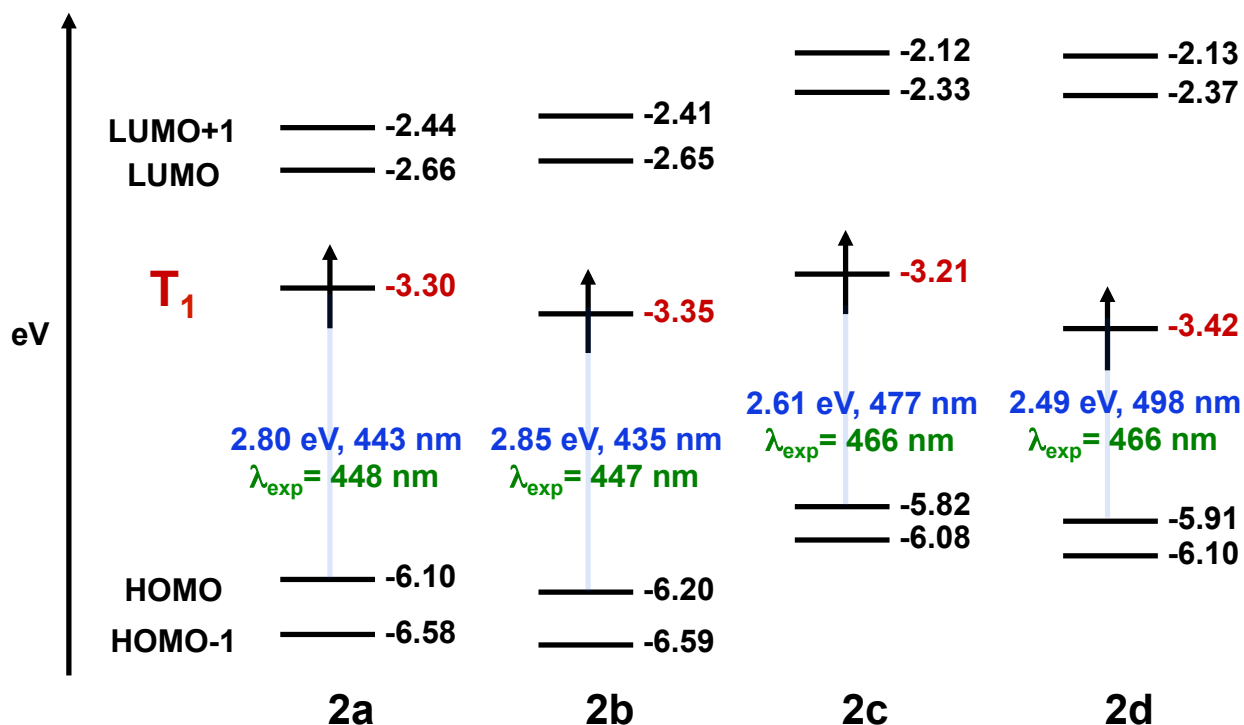 -2.12
-2.13
-2.33
-2.37
LUMO+1
-2.44
-2.41
LUMO
-2.66
-2.65
T1
-3.30
-3.35
-3.21
-3.42
eV
2.80 eV, 443 nm
λexp= 448 nm
2.85 eV, 435 nm
λexp= 447 nm
2.61 eV, 477 nm
λexp= 466 nm
2.49 eV, 498 nm
λexp= 466 nm
-5.82
-5.91
-6.08
-6.10
HOMO
-6.10
-6.20
HOMO-1
-6.58
-6.59
2a
2b
2c
2d